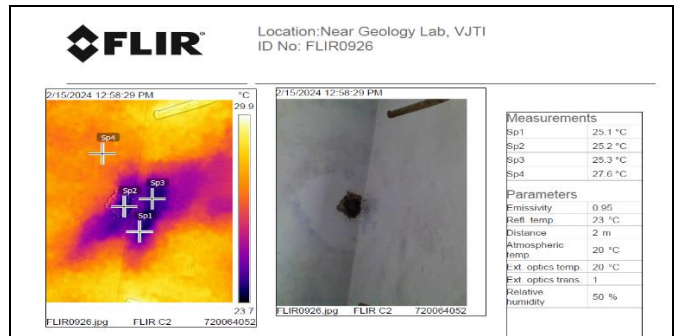 FLIR
Location:Near Geology Lab, VJTI
ID No: FLIR0926
2/15/2024 12:58:29 PM
°C
29.9
Sp4
Sp2
Sp3
Sp1
23.7
FLIR0926.jpg FLIR C2 720064052
2/15/2024 12:58:29 PM
FLIR0926.jpg FLIR C2 720064052
Measurements
Sp1 25.1 °C
Sp2 25.2 °C
Sp3 25.3 °C
Sp4 27.6 °C
Parameters
Emissivity 0.95
Refl. temp. 23 °C
Distance 2 m
Atmospheric
temp. 20 °C
Ext. optics temp. 20 °C
Ext. optics trans. 1
Relative
humidity 50 %